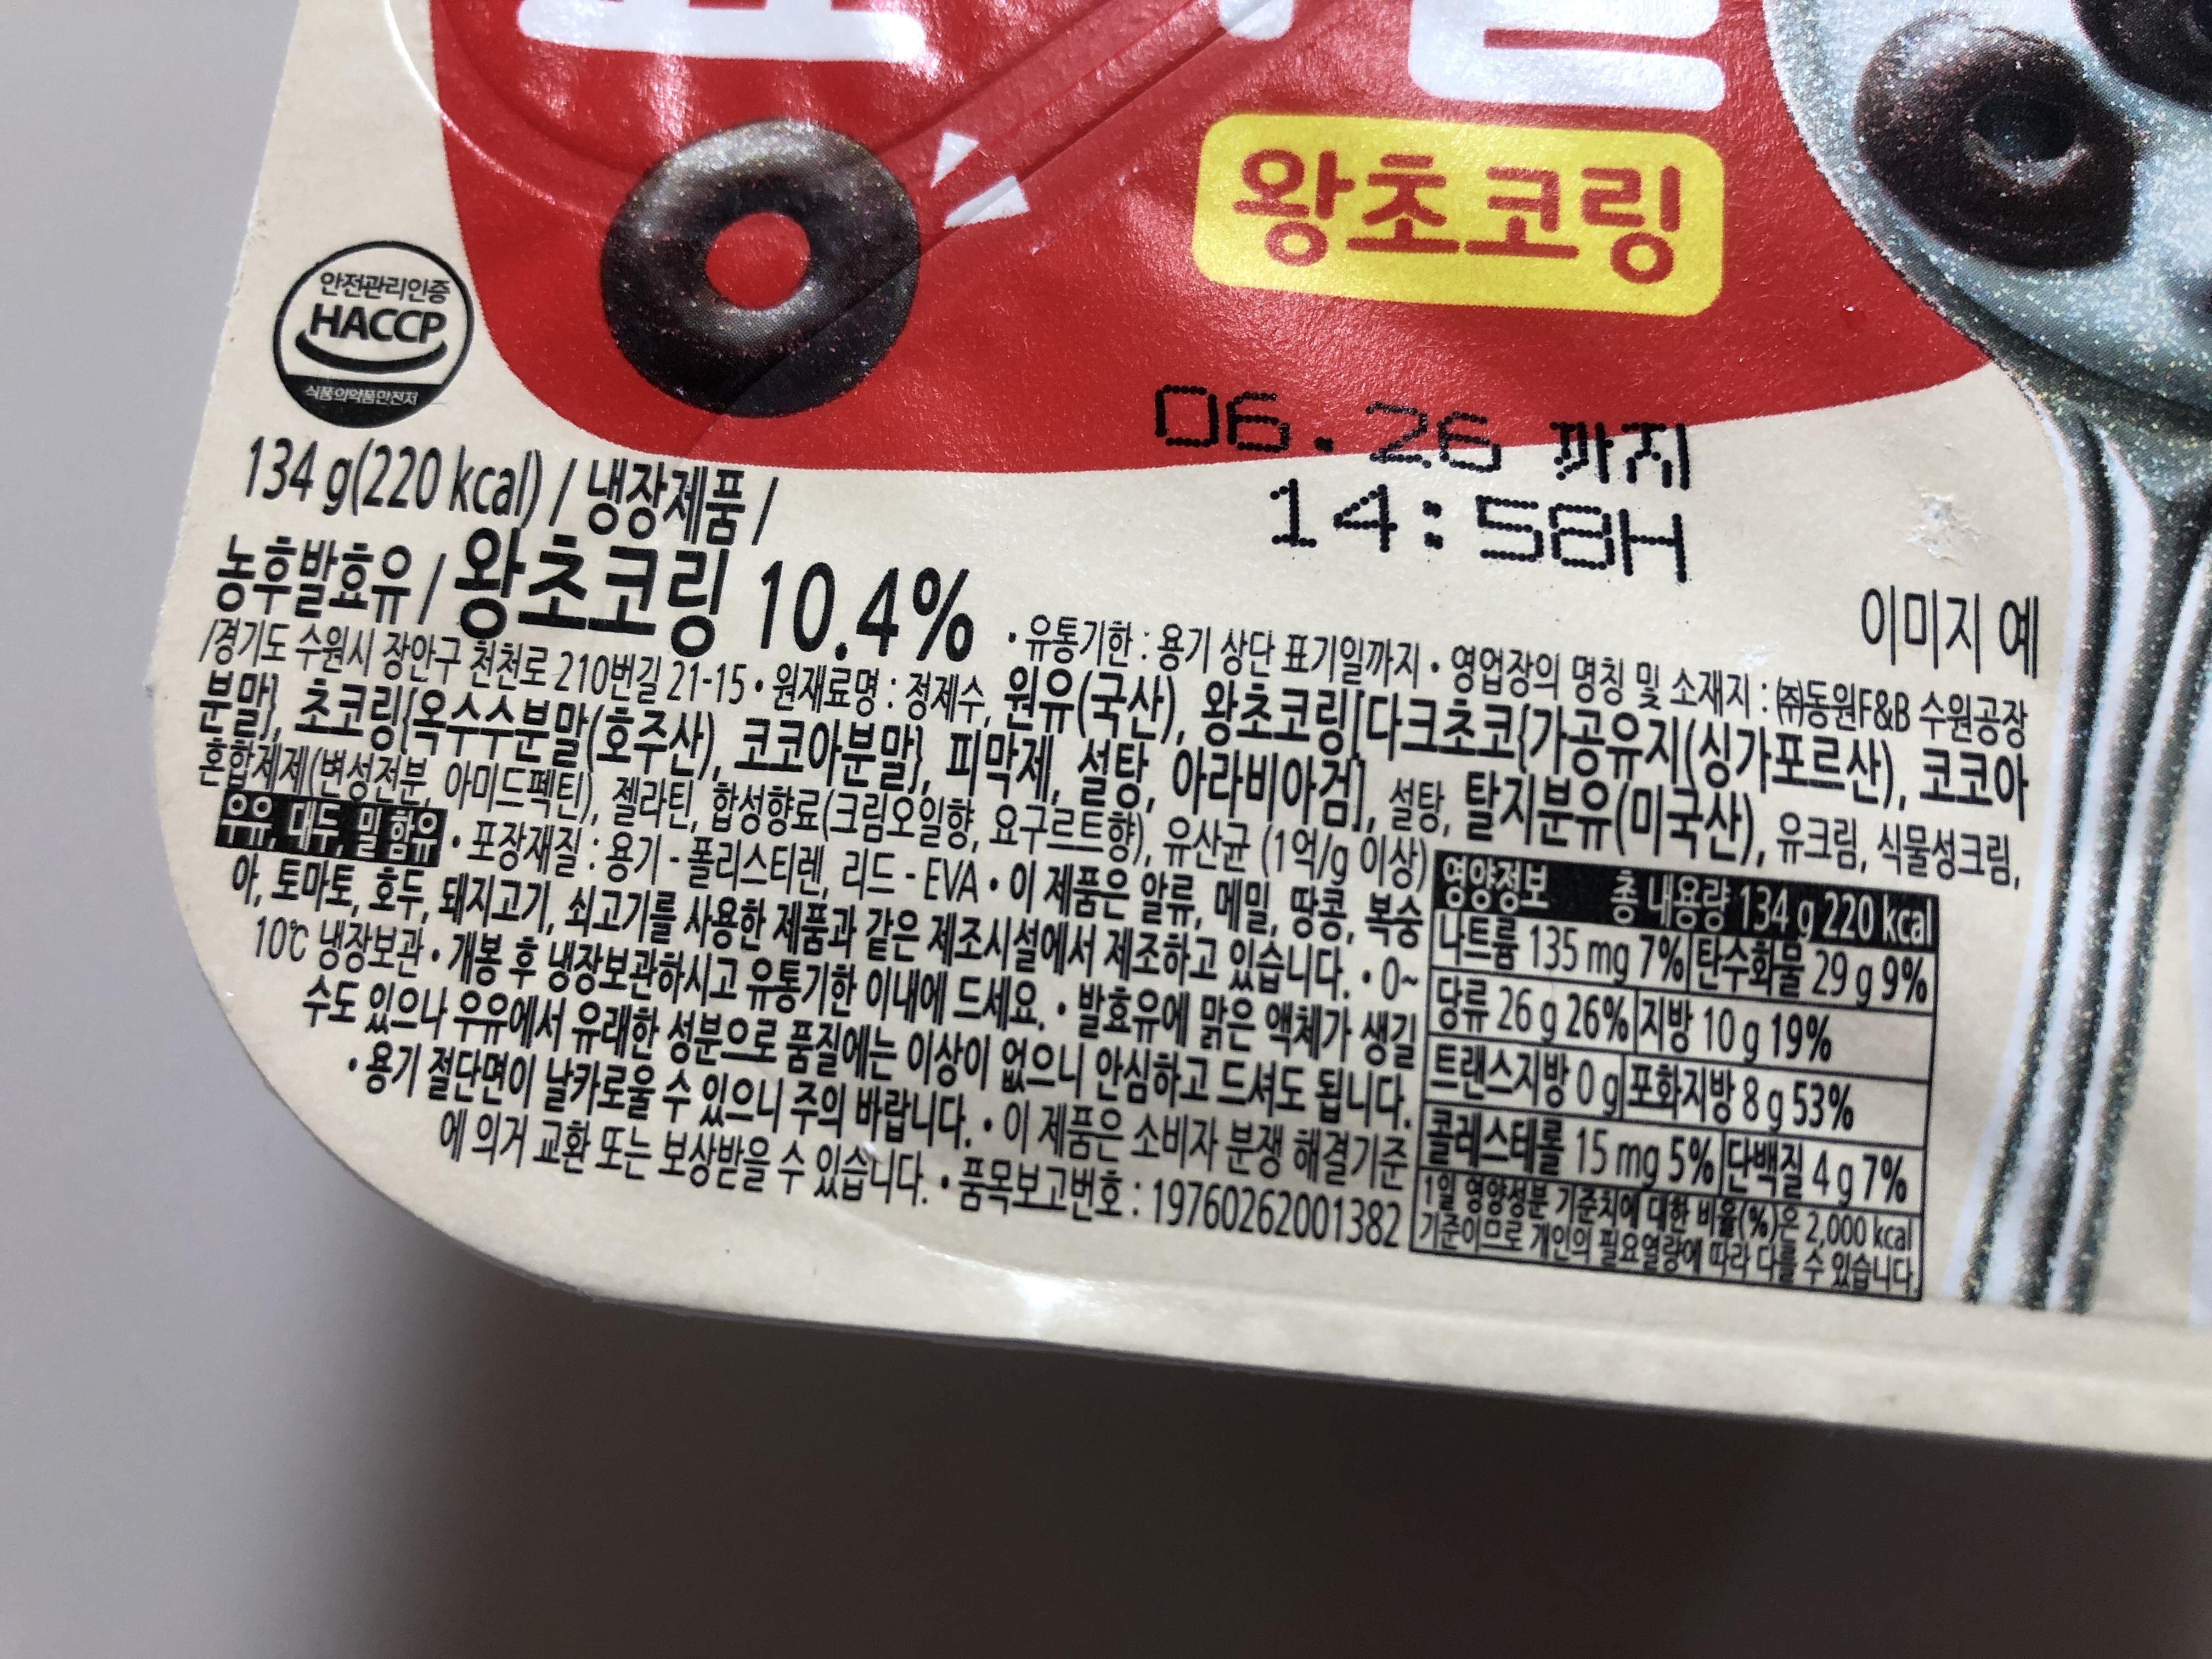 왕초코링
안전관리인증
HACCP
식품의약품안전처
06.26 까지
14:58H
134 g(220 kcal) / 냉장제품 /
농후발효유 / 왕초코링 10.4%
이미지 예
• 유통기한 : 용기 상단 표기일까지 • 영업장의 명칭 및 소재지 : ㈜동원F&B 수원공장
/경기도 수원시 장안구 천천로 210번길 21-15 • 원재료명 : 정제수, 원유(국산), 왕초코링[다크초코{가공유지(싱가포르산), 코코아
분말}, 초코링{옥수수분말(호주산), 코코아분말}, 피막제, 설탕, 아라비아검], 설탕, 탈지분유(미국산), 유크림, 식물성크림,
혼합제제(변성전분, 아미드펙틴), 젤라틴, 합성향료(크림오일향, 요구르트향), 유산균 (1억/g 이상)
우유, 대두, 밀 함유 • 포장재질 : 용기 - 폴리스티렌, 리드 - EVA • 이 제품은 알류, 메밀, 땅콩, 복숭
아, 토마토, 호두, 돼지고기, 쇠고기를 사용한 제품과 같은 제조시설에서 제조하고 있습니다. • 0~
10℃ 냉장보관 • 개봉 후 냉장보관하시고 유통기한 이내에 드세요. • 발효유에 맑은 액체가 생길
수도 있으나 우유에서 유래한 성분으로 품질에는 이상이 없으니 안심하고 드셔도 됩니다.
• 용기 절단면이 날카로울 수 있으니 주의 바랍니다. • 이 제품은 소비자 분쟁 해결기준
에 의거 교환 또는 보상받을 수 있습니다. • 품목보고번호 : 19760262001382
영양정보 총 내용량 134 g 220 kcal
나트륨 135 mg 7% 탄수화물 29 g 9%
당류 26 g 26% 지방 10 g 19%
트랜스지방 0 g 포화지방 8 g 53%
콜레스테롤 15 mg 5% 단백질 4 g 7%
1일 영양성분 기준치에 대한 비율(%)은 2,000 kcal
기준이므로 개인의 필요열량에 따라 다를 수 있습니다.